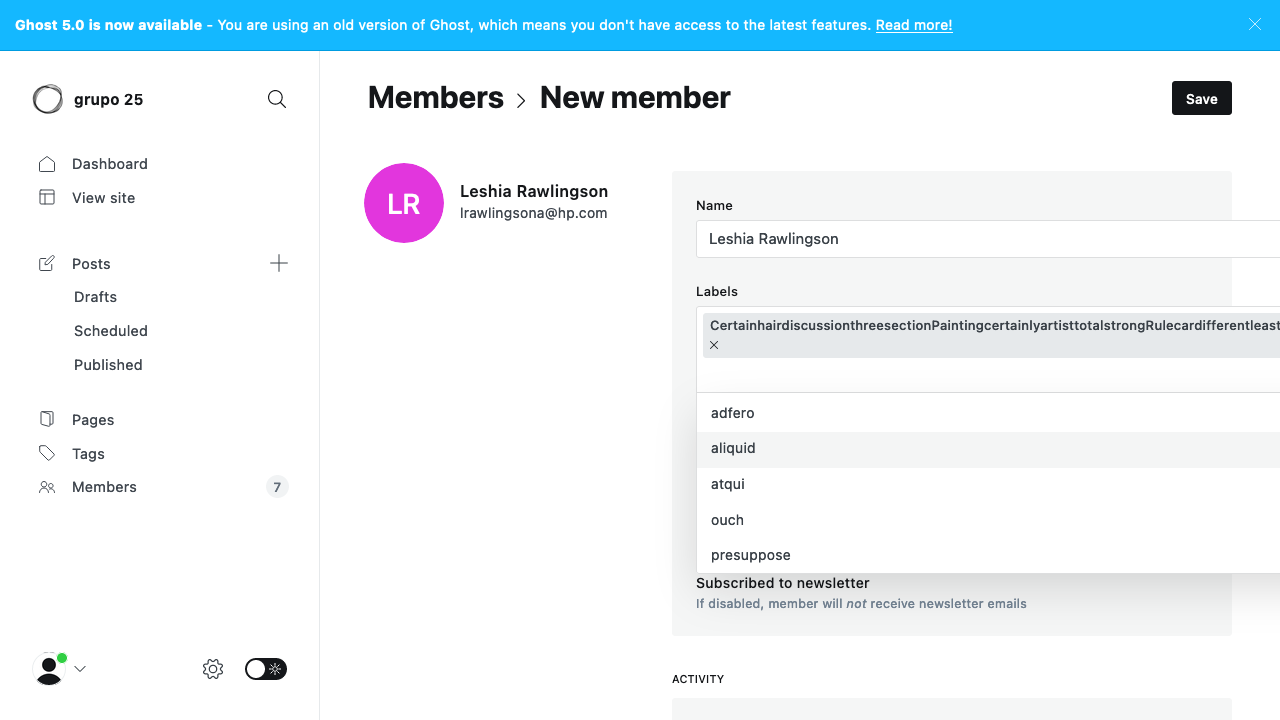 Ghost 5.0 is now available - You are using an old version of Ghost, which means you don't have access to the latest features. Read more!
grupo 25
Members
New member
Save
Dashboard
View site
Posts
Drafts
Scheduled
Published
Pages
Tags
Members
7
LR
Leshia Rawlingson
lrawlingsona@hp.com
Name
Leshia Rawlingson
Labels
CertainhairdiscussionthreesectionPaintingcertainlyartisttotalstrongRulecardifferentleast
adfero
aliquid
atqui
ouch
presuppose
Subscribed to newsletter
If disabled, member will not receive newsletter emails
ACTIVITY